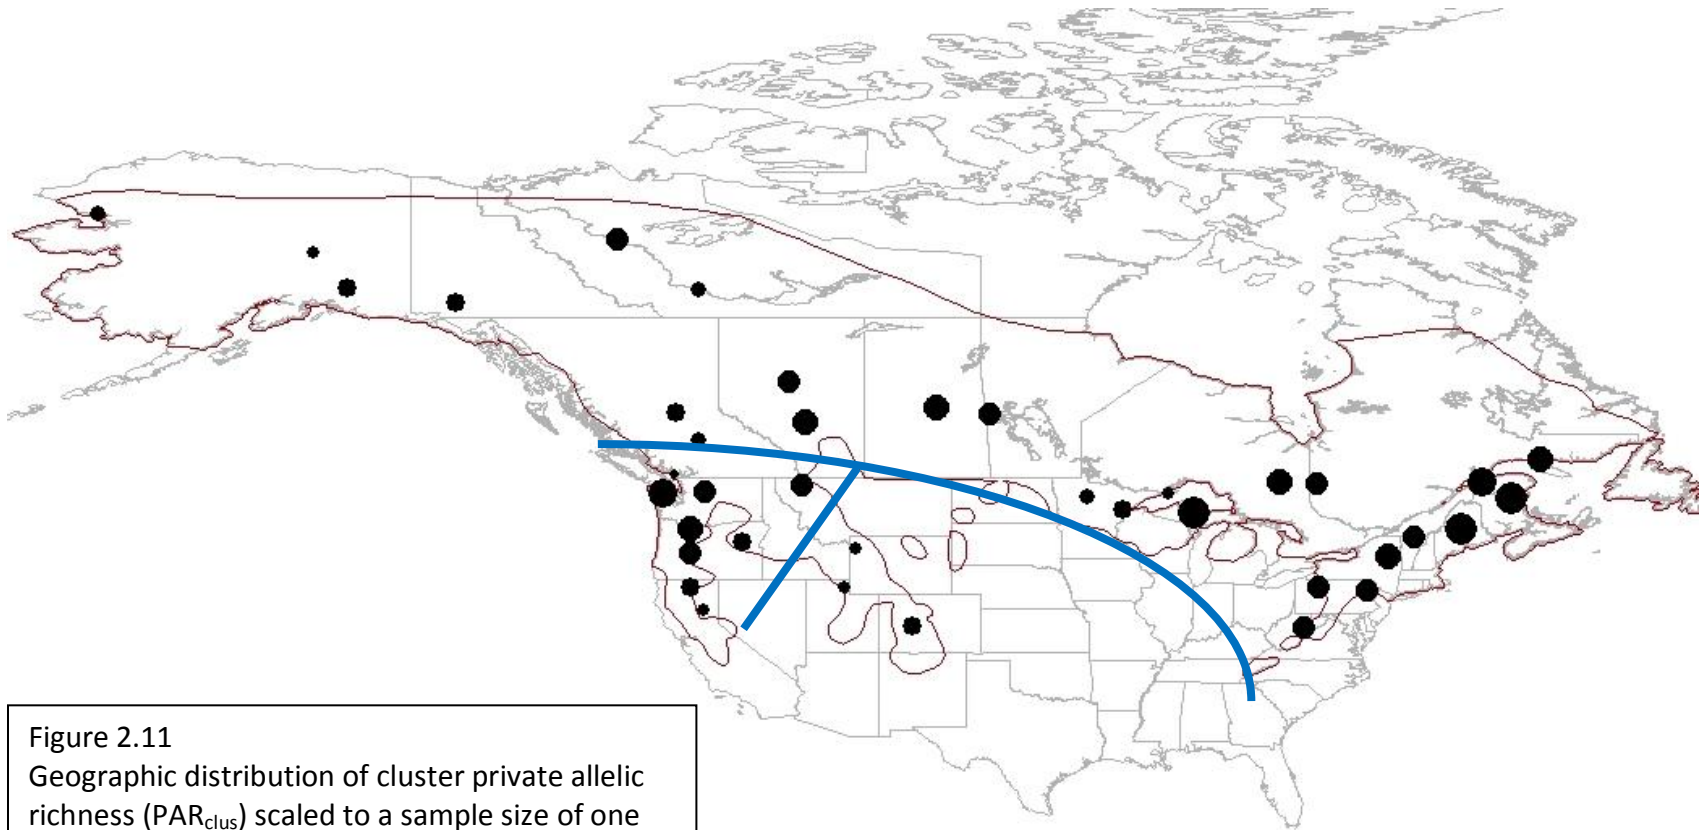 Figure 2.11
Geographic distribution of cluster private allelic
richness (PARclus) scaled to a sample size of one